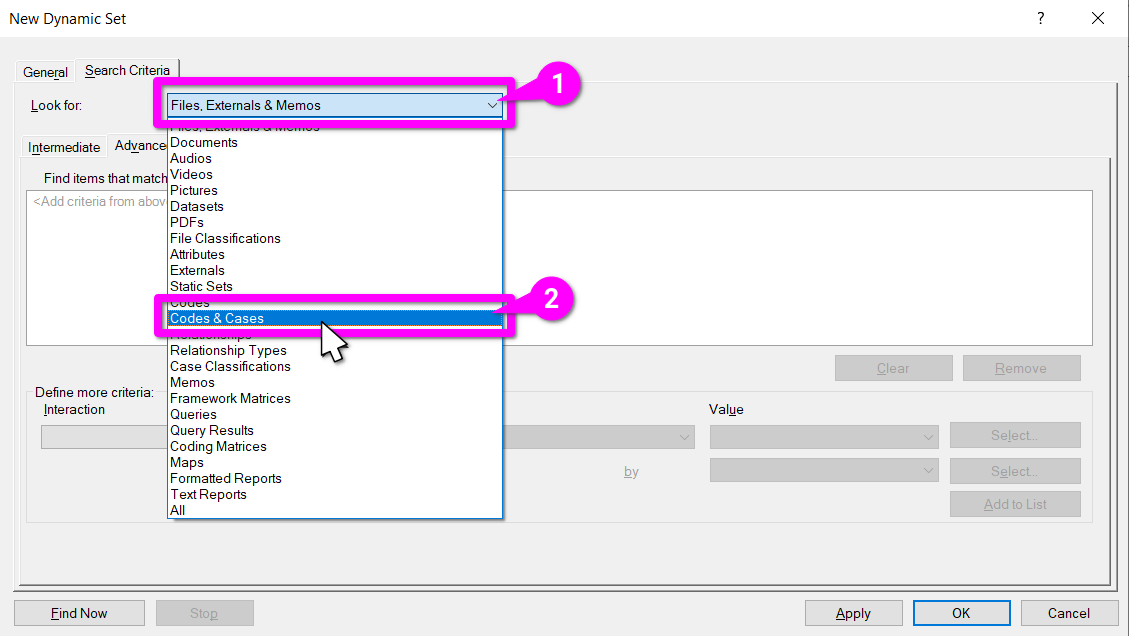 New Dynamic Set
?
General
Search Criteria
1
Look for:
Files, Externals & Memos
Files, Externals & Memos
Intermediate
Advance
Documents
Audios
Videos
Find items that match
Pictures
<Add criteria from abov
Datasets
PDFs
File Classifications
Attributes
Externals
Static Sets
2
Codes
Codes & Cases
Relationships
Relationship Types
Case Classifications
Clear
Remove
Memos
Define more criteria:
Framework Matrices
Interaction
Value
Queries
Query Results
Select...
Coding Matrices
Maps
by
Select...
Formatted Reports
Text Reports
Add to List
All
Find Now
Stop
Apply
OK
Cancel